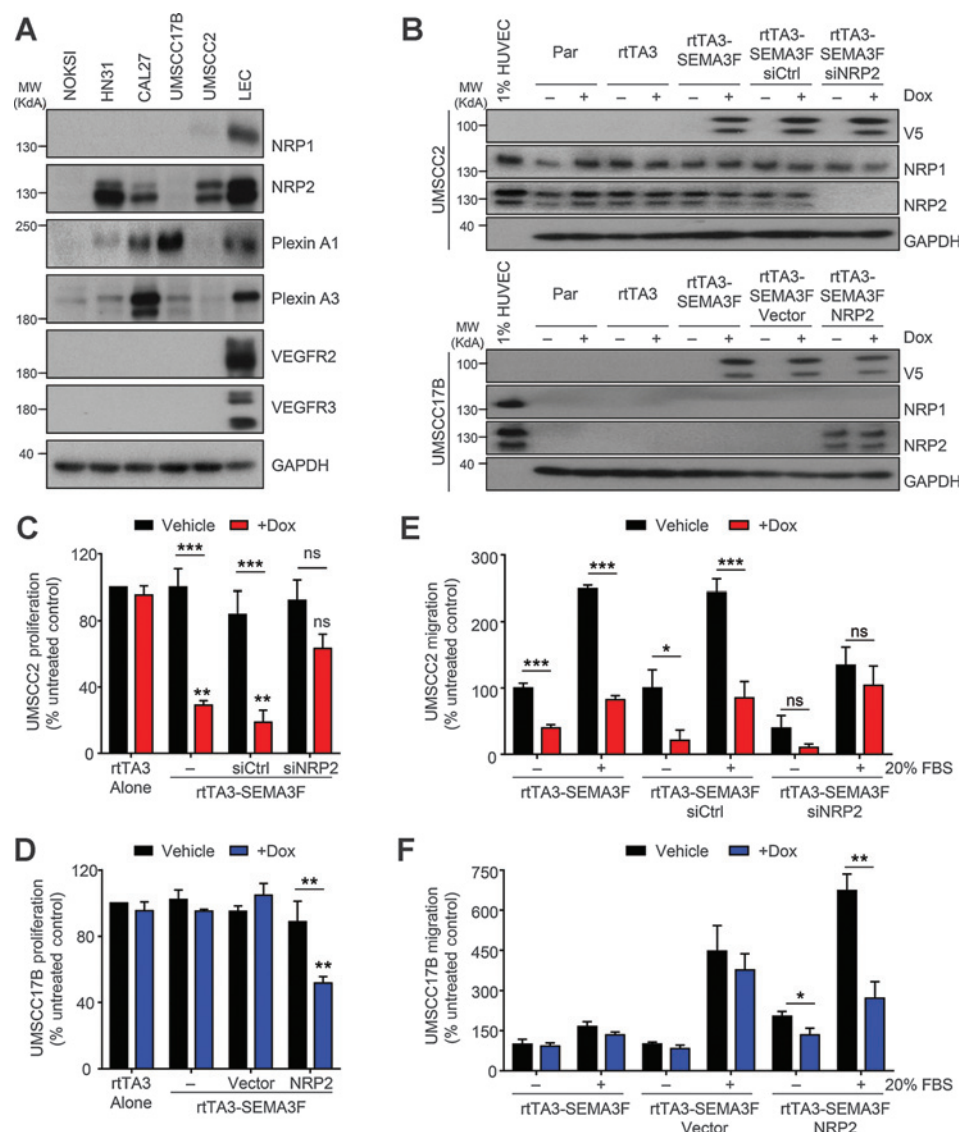 A
NOKSI HN31 CAL27 UMSCC17B UMSCC2 LEC
MW
(KdA)
130
NRP1
130
NRP2
250
Plexin A1
180
Plexin A3
180
VEGFR2
180
VEGFR3
40
GAPDH
B
UMSCC2
MW
(KdA)
1% HUVEC
Par rtTA3 rtTA3-
SEMA3F rtTA3-
SEMA3F
siCtrl rtTA3-
SEMA3F
siNRP2
– + – + – + – + – + Dox
100
V5
130
NRP1
130
NRP2
40
GAPDH
UMSCC17B
MW
(KdA)
1% HUVEC
Par rtTA3 rtTA3-
SEMA3F rtTA3-
SEMA3F
Vector rtTA3-
SEMA3F
NRP2
– + – + – + – + – + Dox
100
V5
130
NRP1
130
NRP2
40
GAPDH
C
Vehicle +Dox
UMSCC2 proliferation
(% untreated control)
120
80
40
0
*** *** ns
** ** ns
rtTA3
Alone
– siCtrl siNRP2
rtTA3-SEMA3F
E
Vehicle +Dox
UMSCC2 migration
(% untreated control)
300
200
100
0
*** *** * *** ns ns
– + – + – + 20% FBS
rtTA3-SEMA3F rtTA3-SEMA3F
siCtrl rtTA3-SEMA3F
siNRP2
D
Vehicle +Dox
UMSCC17B proliferation
(% untreated control)
120
80
40
0
**
**
rtTA3
Alone
– Vector NRP2
rtTA3-SEMA3F
F
Vehicle +Dox
UMSCC17B migration
(% untreated control)
750
600
450
300
150
0
* **
– + – + – + 20% FBS
rtTA3-SEMA3F rtTA3-SEMA3F
Vector rtTA3-SEMA3F
NRP2